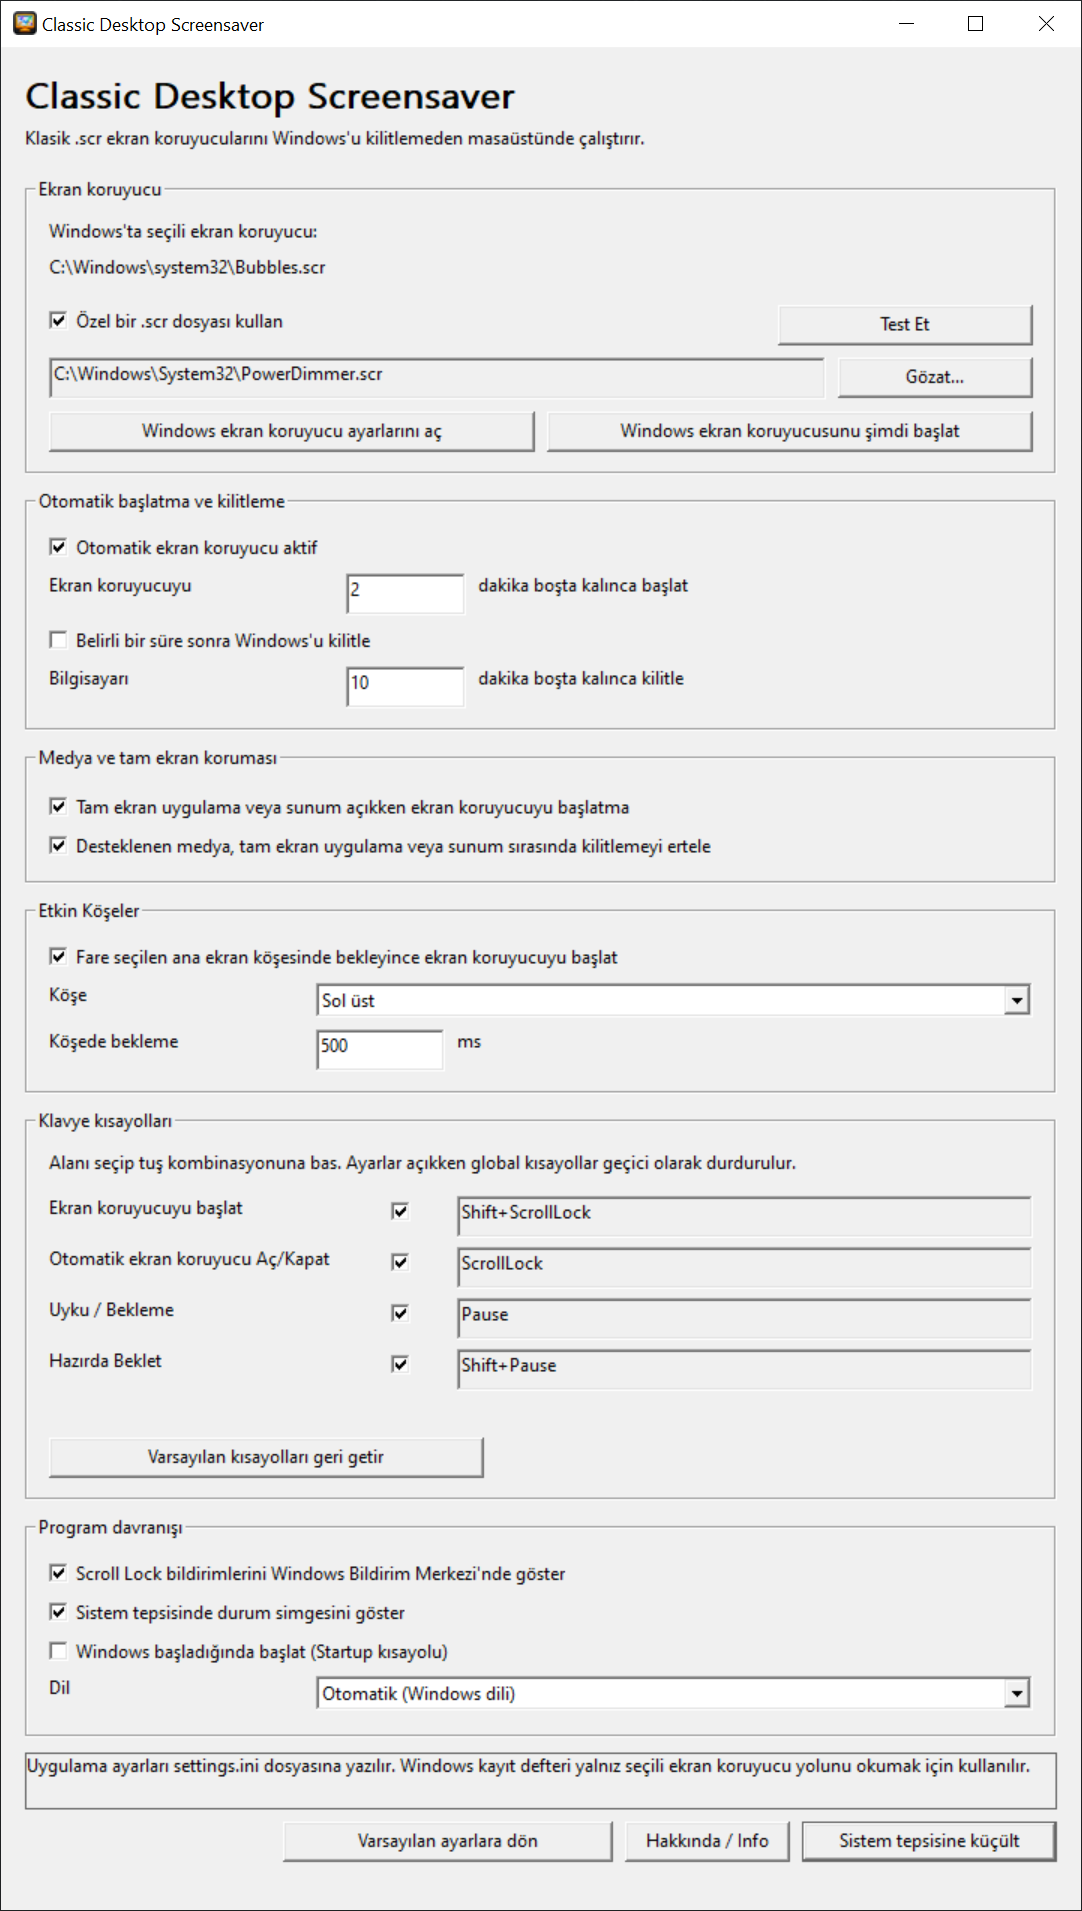 Classic Desktop Screensaver
Classic Desktop Screensaver
Klasik .scr ekran koruyucularını Windows'u kilitlemeden masaüstünde çalıştırır.
Ekran koruyucu
Windows'ta seçili ekran koruyucu:
C:\Windows\system32\Bubbles.scr
Özel bir .scr dosyası kullan
Test Et
C:\Windows\System32\PowerDimmer.scr
Gözat...
Windows ekran koruyucu ayarlarını aç
Windows ekran koruyucusunu şimdi başlat
Otomatik başlatma ve kilitleme
Otomatik ekran koruyucu aktif
Ekran koruyucuyu
2
dakika boşta kalınca başlat
Belirli bir süre sonra Windows'u kilitle
Bilgisayarı
10
dakika boşta kalınca kilitle
Medya ve tam ekran koruması
Tam ekran uygulama veya sunum açıkken ekran koruyucuyu başlatma
Desteklenen medya, tam ekran uygulama veya sunum sırasında kilitlemeyi ertele
Etkin Köşeler
Fare seçilen ana ekran köşesinde bekleyince ekran koruyucuyu başlat
Köşe
Sol üst
Köşede bekleme
500
ms
Klavye kısayolları
Alanı seçip tuş kombinasyonuna bas. Ayarlar açıkken global kısayollar geçici olarak durdurulur.
Ekran koruyucuyu başlat
Shift+ScrollLock
Otomatik ekran koruyucu Aç/Kapat
ScrollLock
Uyku / Bekleme
Pause
Hazırda Beklet
Shift+Pause
Varsayılan kısayolları geri getir
Program davranışı
Scroll Lock bildirimlerini Windows Bildirim Merkezi'nde göster
Sistem tepsisinde durum simgesini göster
Windows başladığında başlat (Startup kısayolu)
Dil
Otomatik (Windows dili)
Uygulama ayarları settings.ini dosyasına yazılır. Windows kayıt defteri yalnız seçili ekran koruyucu yolunu okumak için kullanılır.
Varsayılan ayarlara dön
Hakkında / Info
Sistem tepsisine küçült